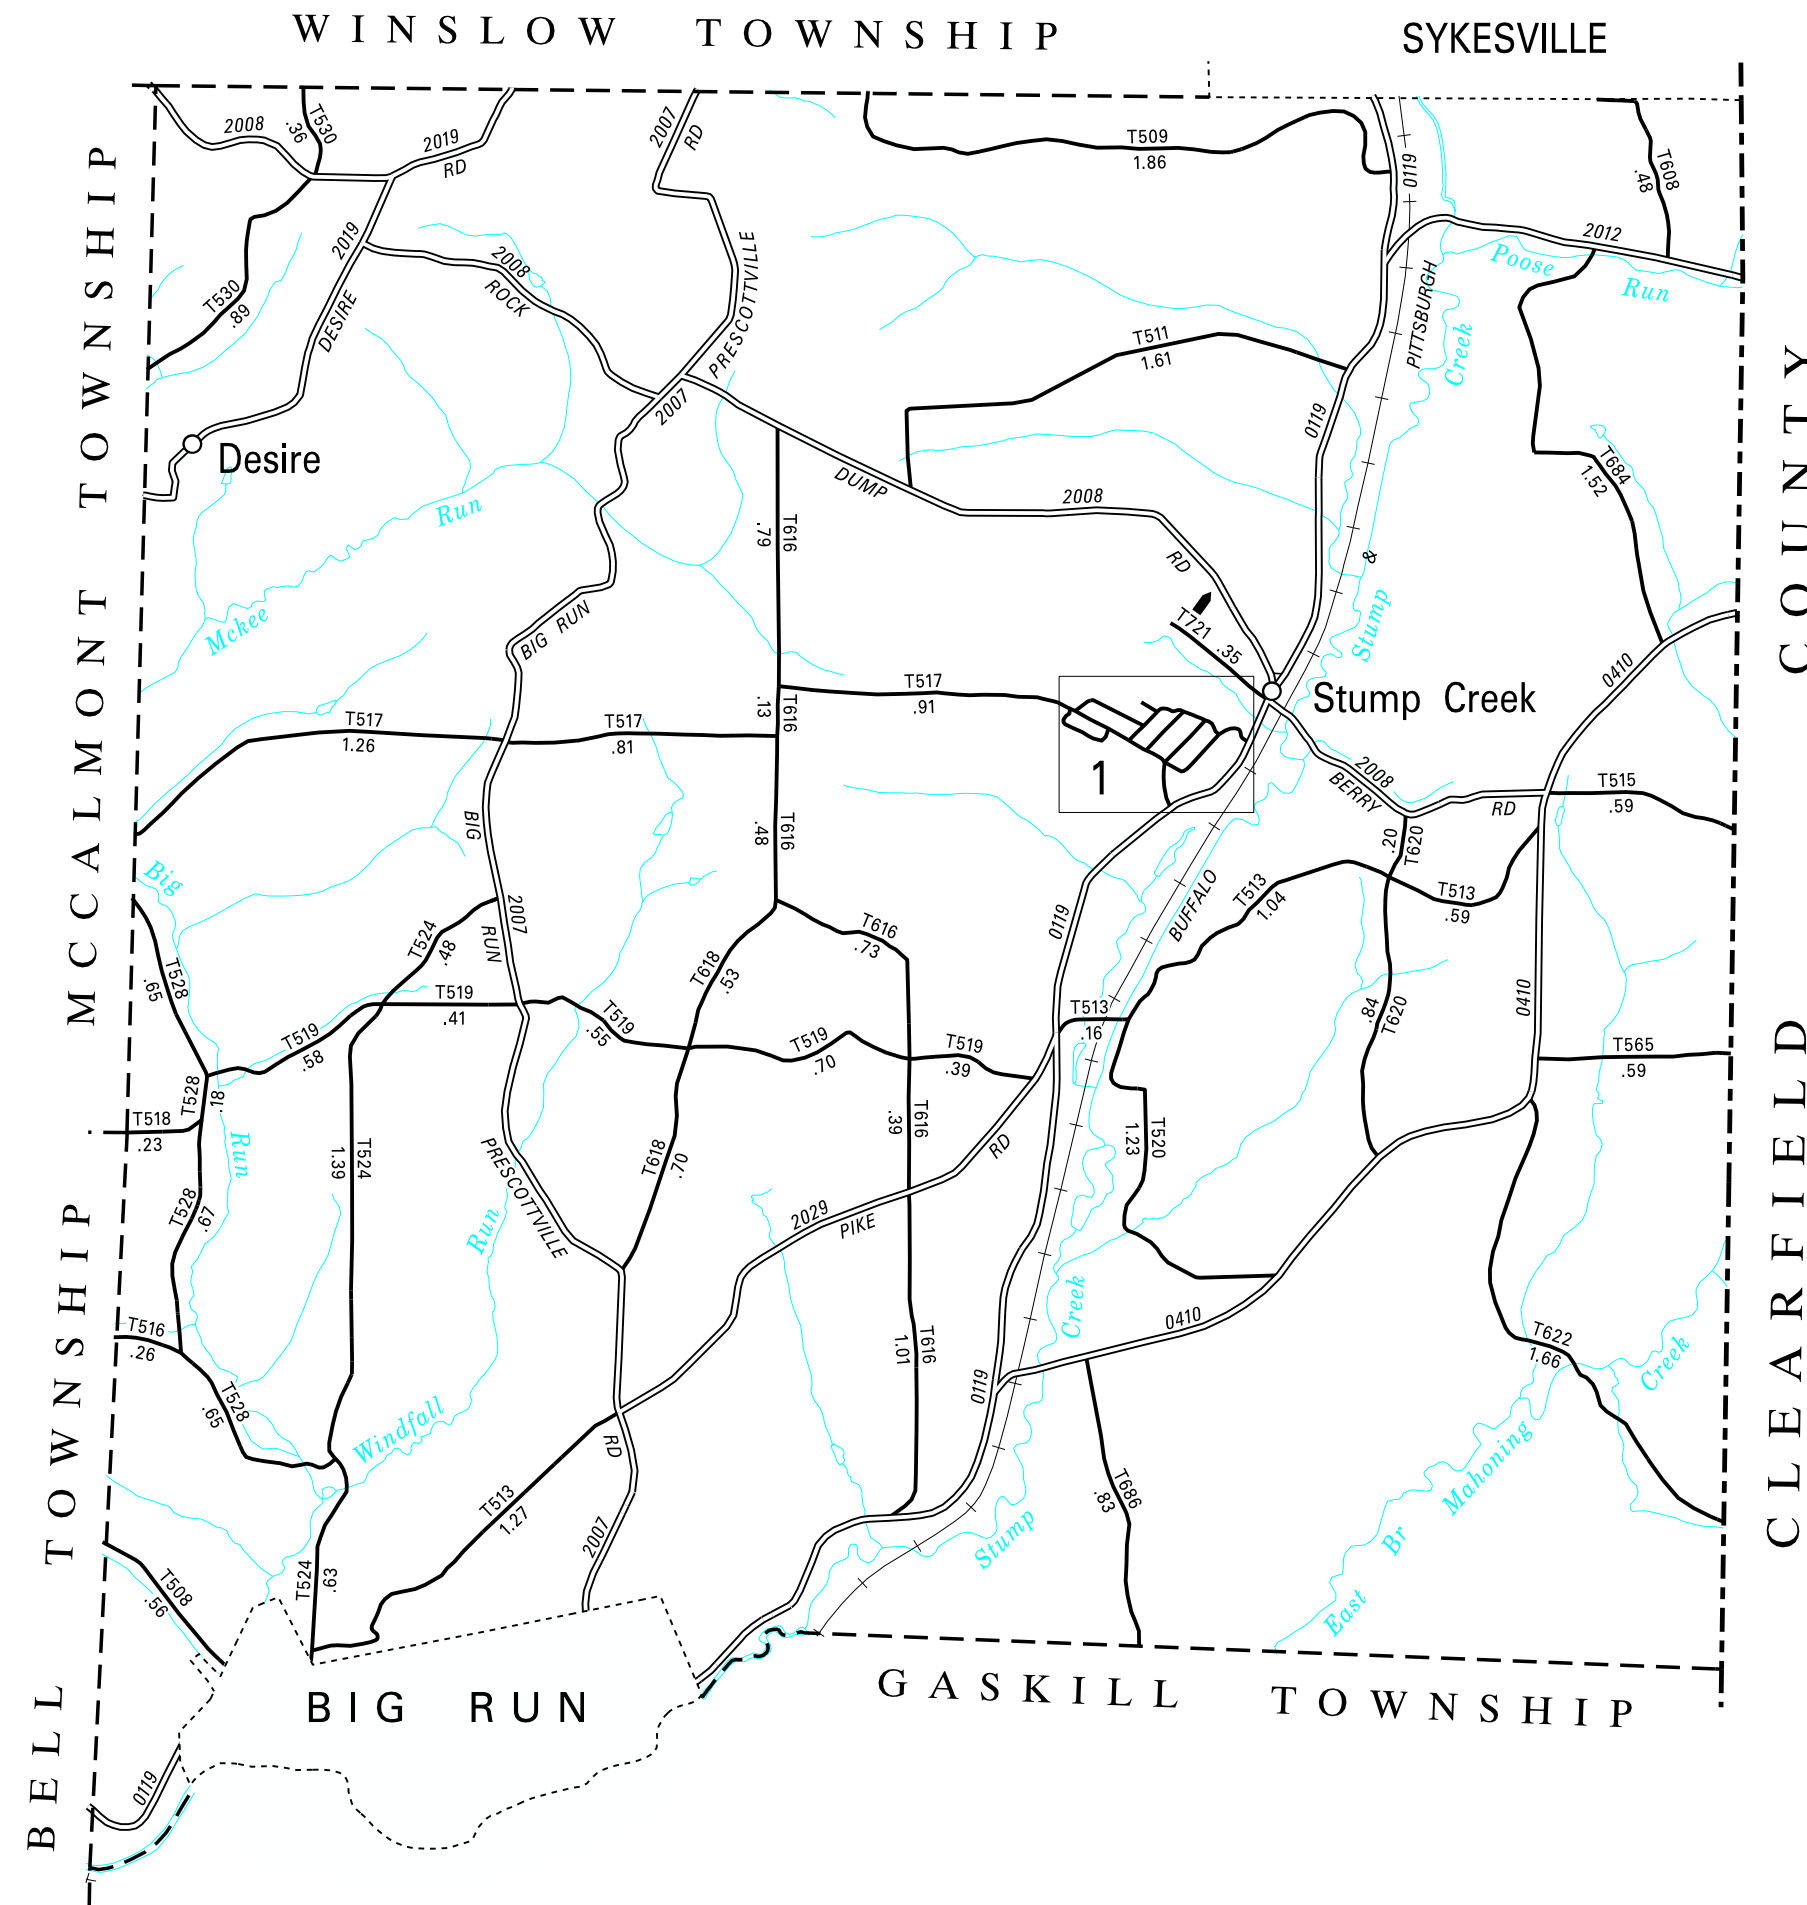 WINSLOW TOWNSHIP
SYKESVILLE
MCCALMONT TOWNSHIP
BELL TOWNSHIP
CLEARFIELD COUNTY
GASKILL TOWNSHIP
BIG RUN
2008
T530
.36
2019
RD
2007
RD
T509
1.86
0119
T608
.48
2012
Poose
Run
T530
.89
2019
DESIRE
2008
ROCK
PRESCOTTVILLE
2007
PITTSBURGH
&
BUFFALO
Creek
T511
1.61
0119
Desire
Run
Mckee
DUMP
2008
RD
T684
1.52
T616
.79
BIG RUN
T721
.35
Stump
Stump Creek
0410
T517
.91
T616
.13
T517
1.26
T517
.81
1
2008
BERRY
RD
T515
.59
BIG
T616
.48
.20
T620
Big
2007
RUN
T524
.48
T616
.73
T618
.53
0119
T513
1.04
T513
.59
T528
.65
T519
.41
T519
.58
T519
.55
T519
.70
T519
.39
T513
.16
.84
T620
0410
T565
.59
T528
.18
T518
.23
Run
T524
1.39
T616
.39
T520
1.23
RD
T618
.70
PRESCOTTVILLE
T528
.67
Run
2029
PIKE
T516
.26
T616
1.01
Creek
0410
T622
1.66
Creek
T528
.65
Windfall
0119
RD
Mahoning
T513
1.27
T686
.83
2007
Stump
Br
East
T508
.56
T524
.63
0119